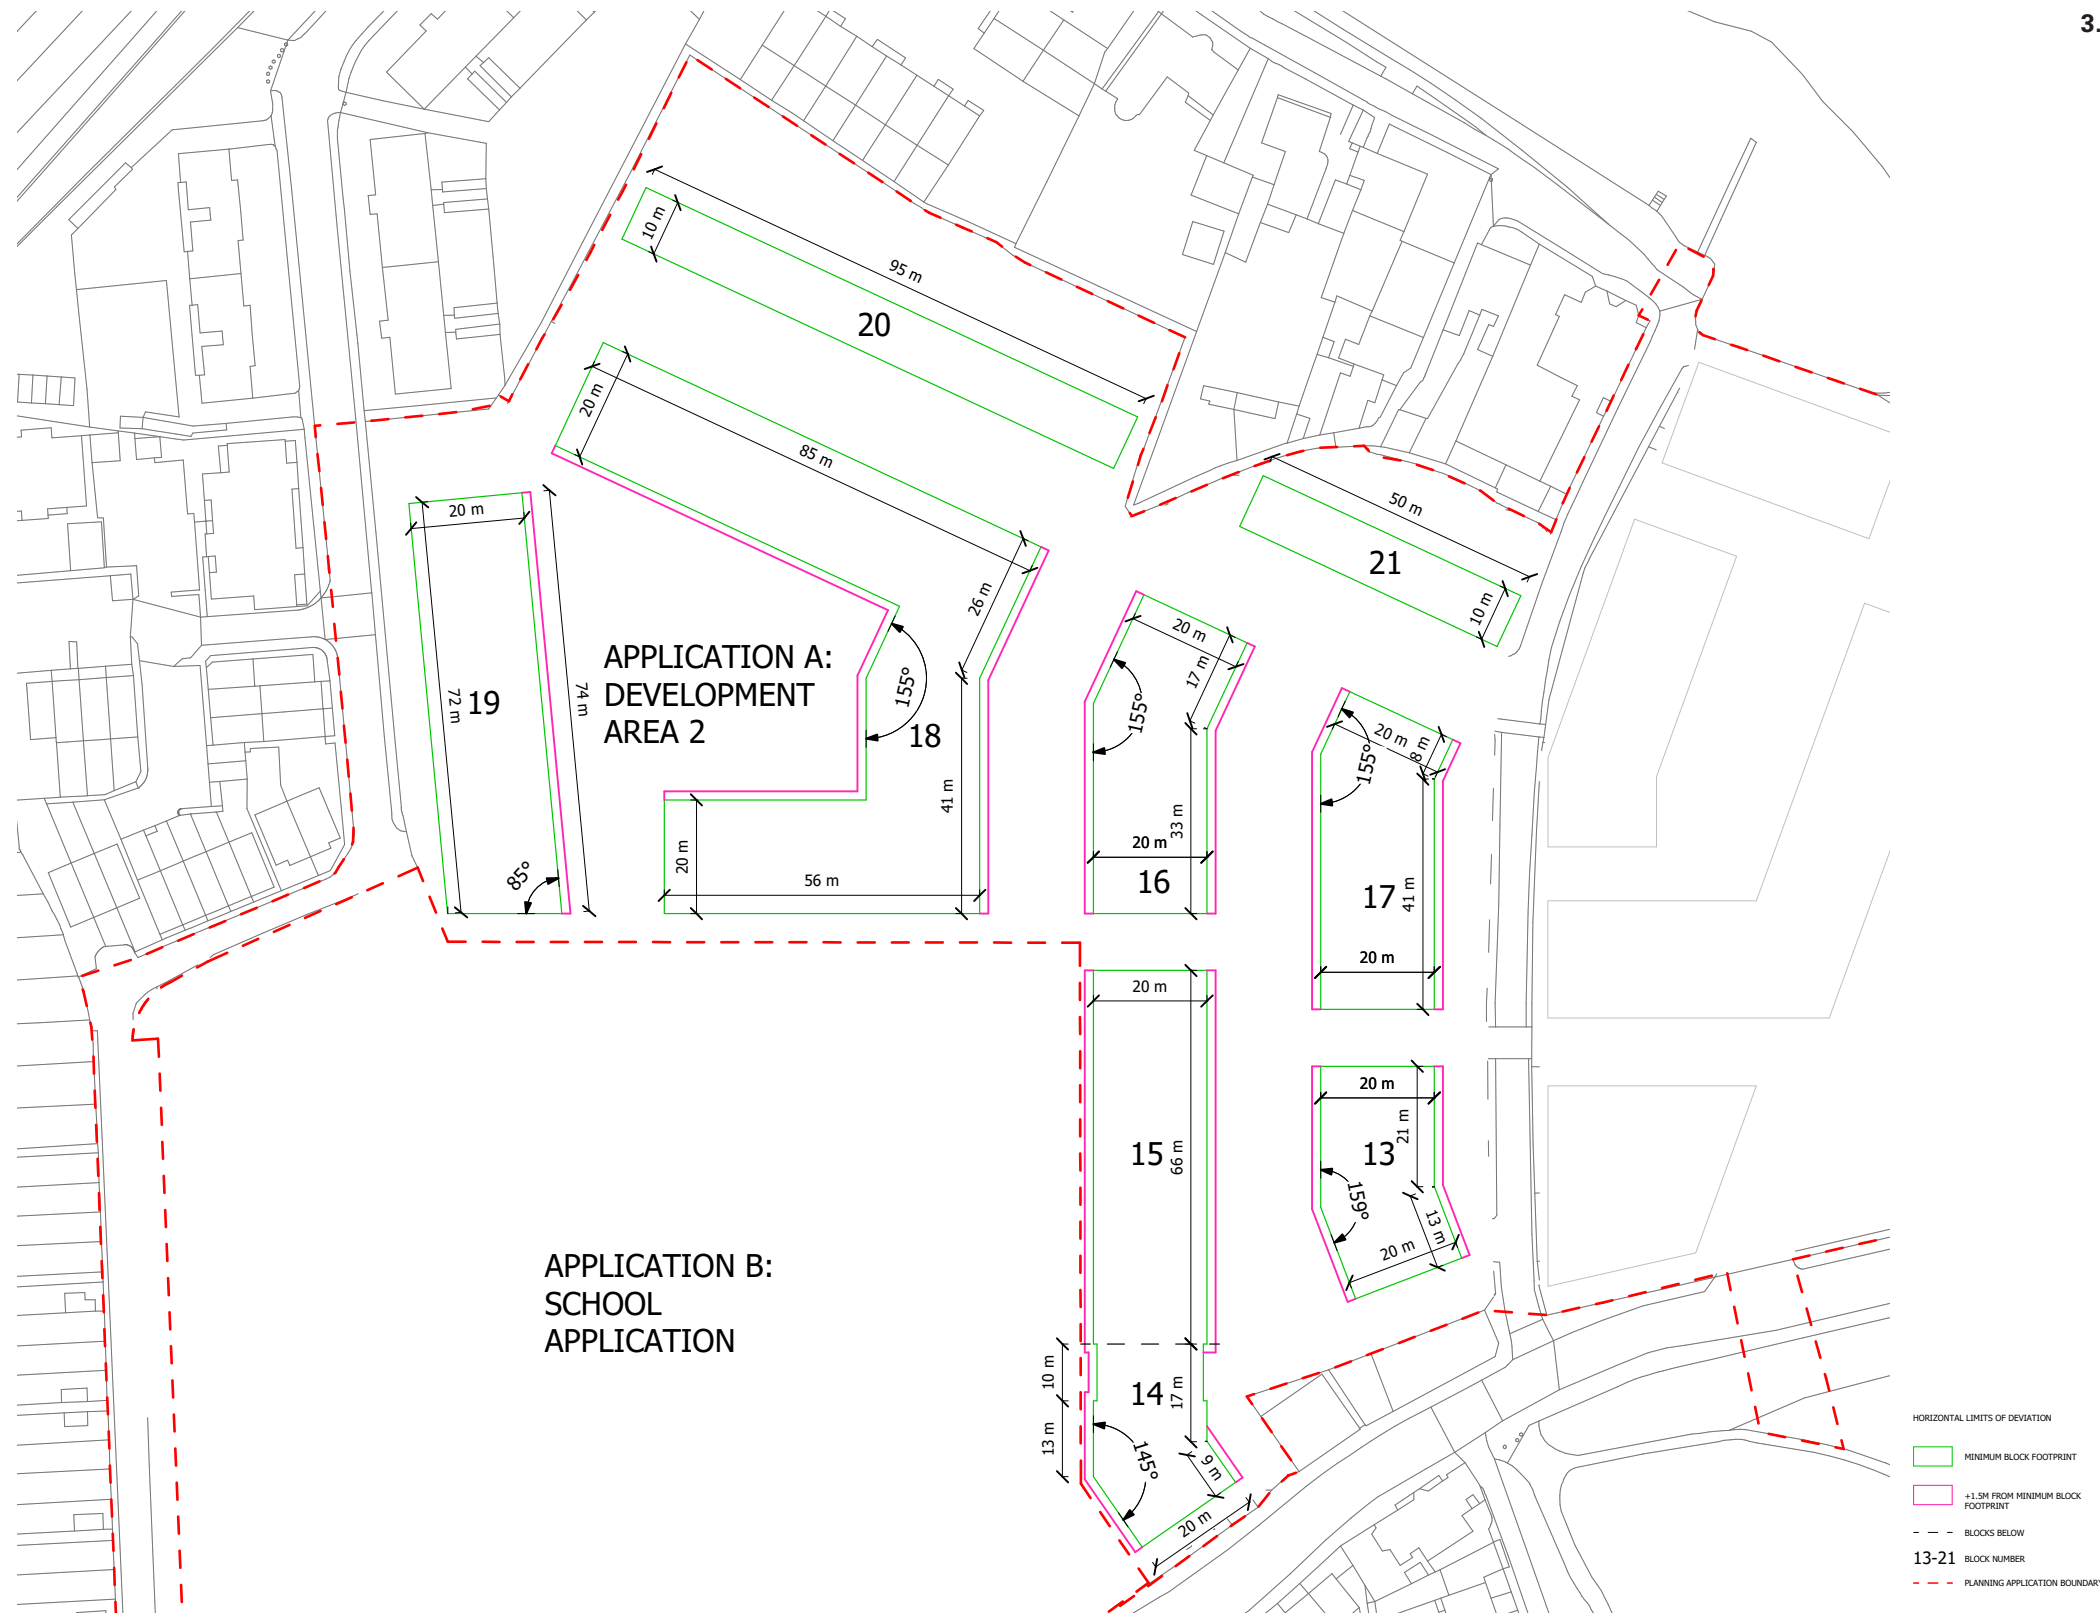 3.
10 m
95 m
20
20 m
85 m
50 m
21
10 m
20 m
26 m
APPLICATION A:
DEVELOPMENT
AREA 2
19
72 m
74 m
155°
18
20 m
17 m
155°
20 m
8 m
155°
41 m
33 m
20 m
85°
20 m
56 m
16
17
41 m
20 m
20 m
20 m
15
66 m
13
21 m
159°
13 m
20 m
APPLICATION B:
SCHOOL
APPLICATION
10 m
14
17 m
13 m
145°
9 m
20 m
HORIZONTAL LIMITS OF DEVIATION
MINIMUM BLOCK FOOTPRINT
+1.5M FROM MINIMUM BLOCK
FOOTPRINT
BLOCKS BELOW
13-21 BLOCK NUMBER
PLANNING APPLICATION BOUNDARY